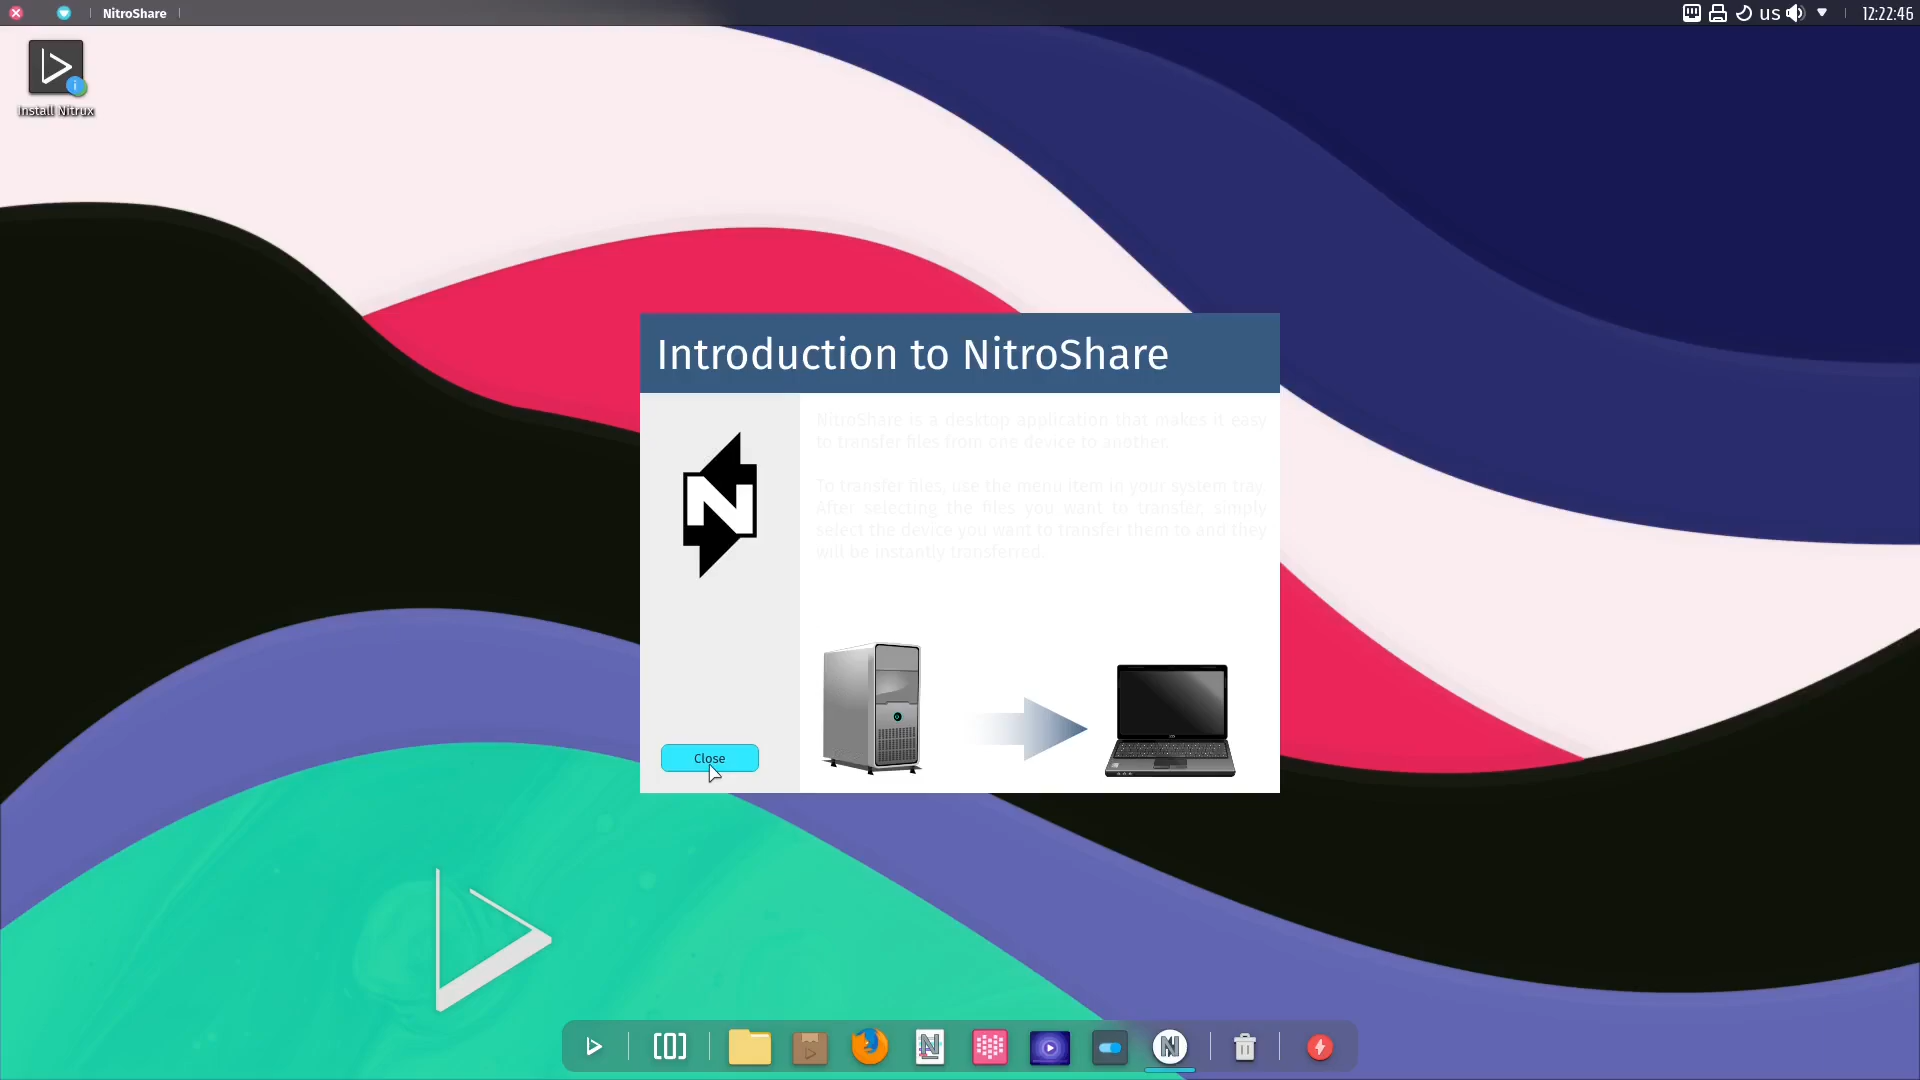 NitroShare
us
12:22:46
Install Nitrux
Introduction to NitroShare
NitroShare is a desktop application that makes it easy
to transfer files from one device to another.
To transfer files, use the menu item in your system tray.
After selecting the files you want to transfer, simply
select the device you want to transfer them to and they
will be instantly transferred.
N
Close